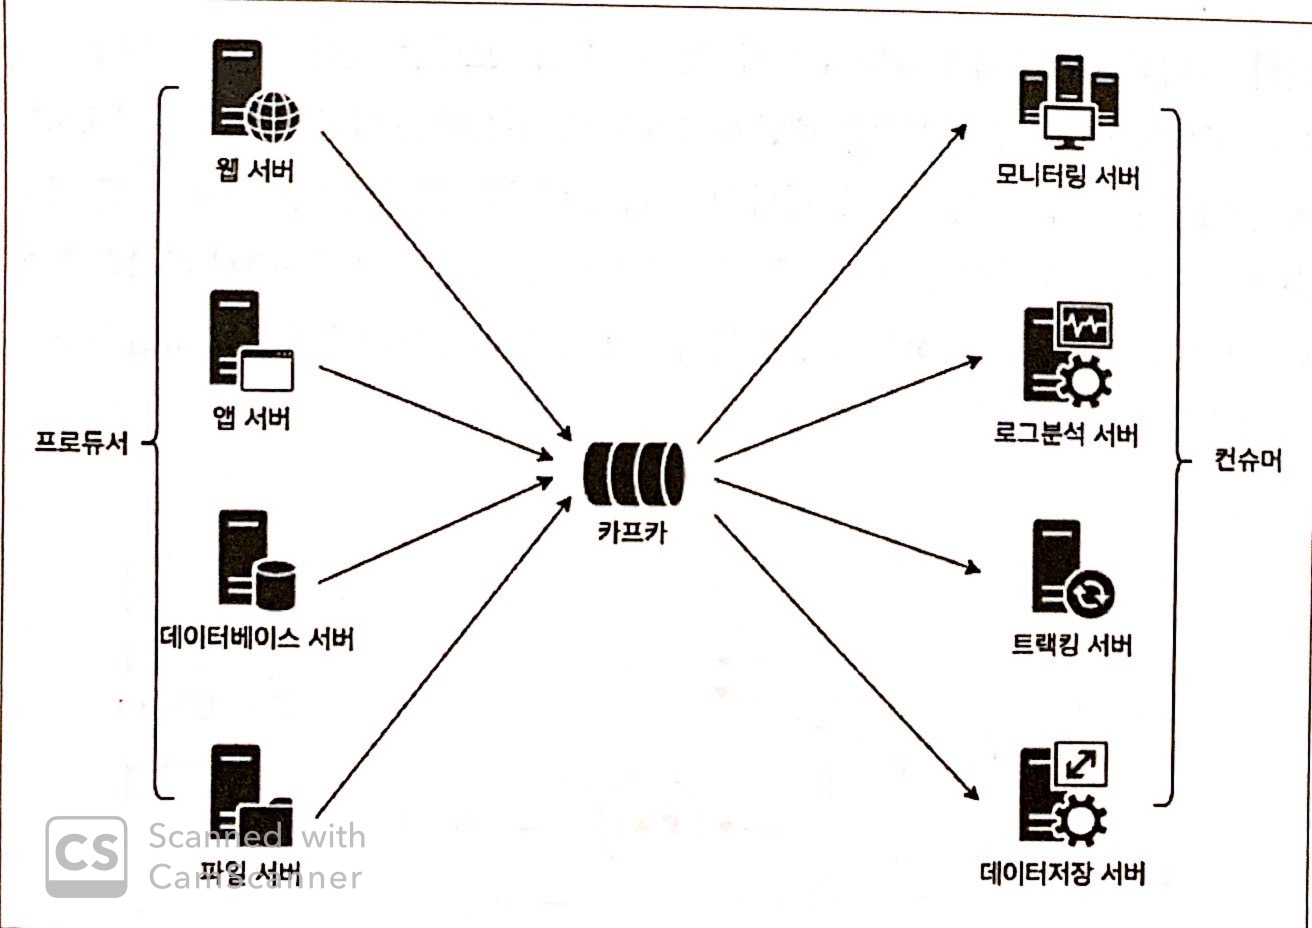 웹 서버
앱 서버
프로듀서
데이터베이스 서버
파일 서버
카프카
모니터링 서버
로그분석 서버
컨슈머
트랙킹 서버
데이터저장 서버
CS
Scanned with
CamScanner